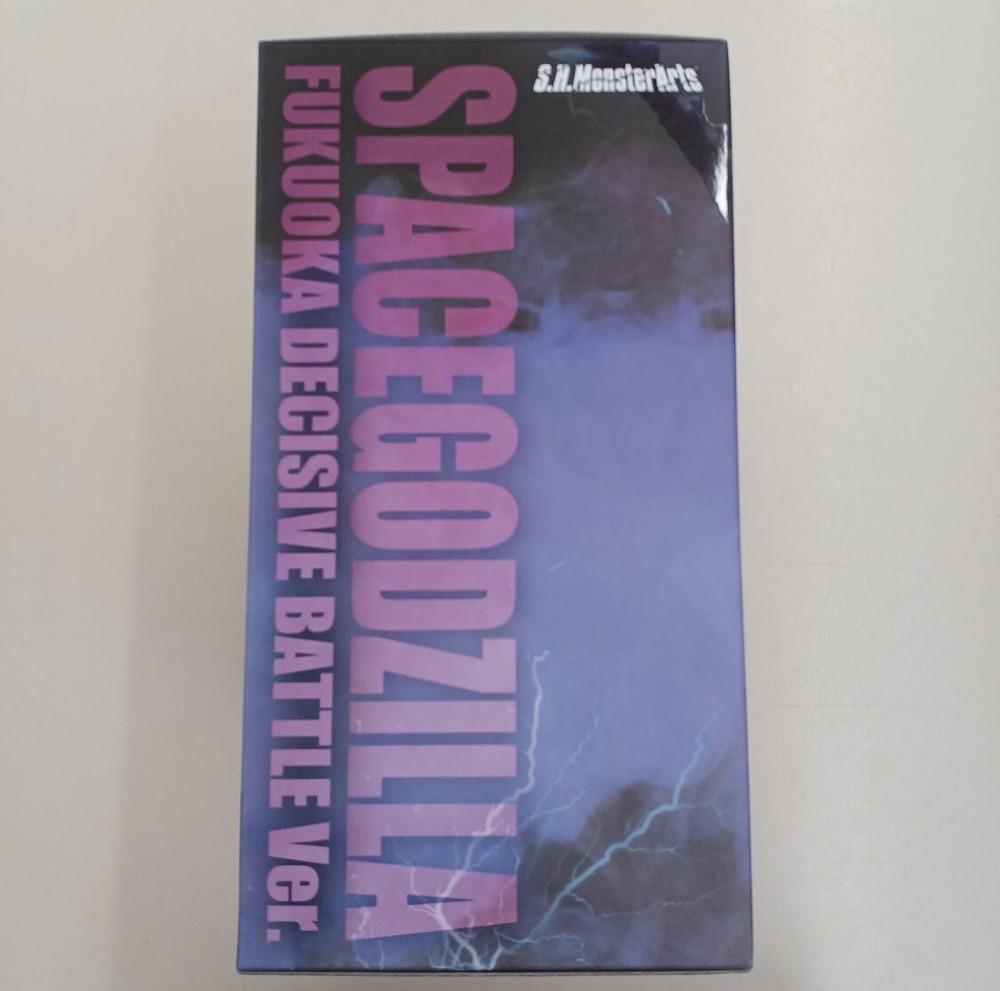 S.H.MonsterArts
SPACEGODZILLA
FUKUOKA DECISIVE BATTLE Ver.